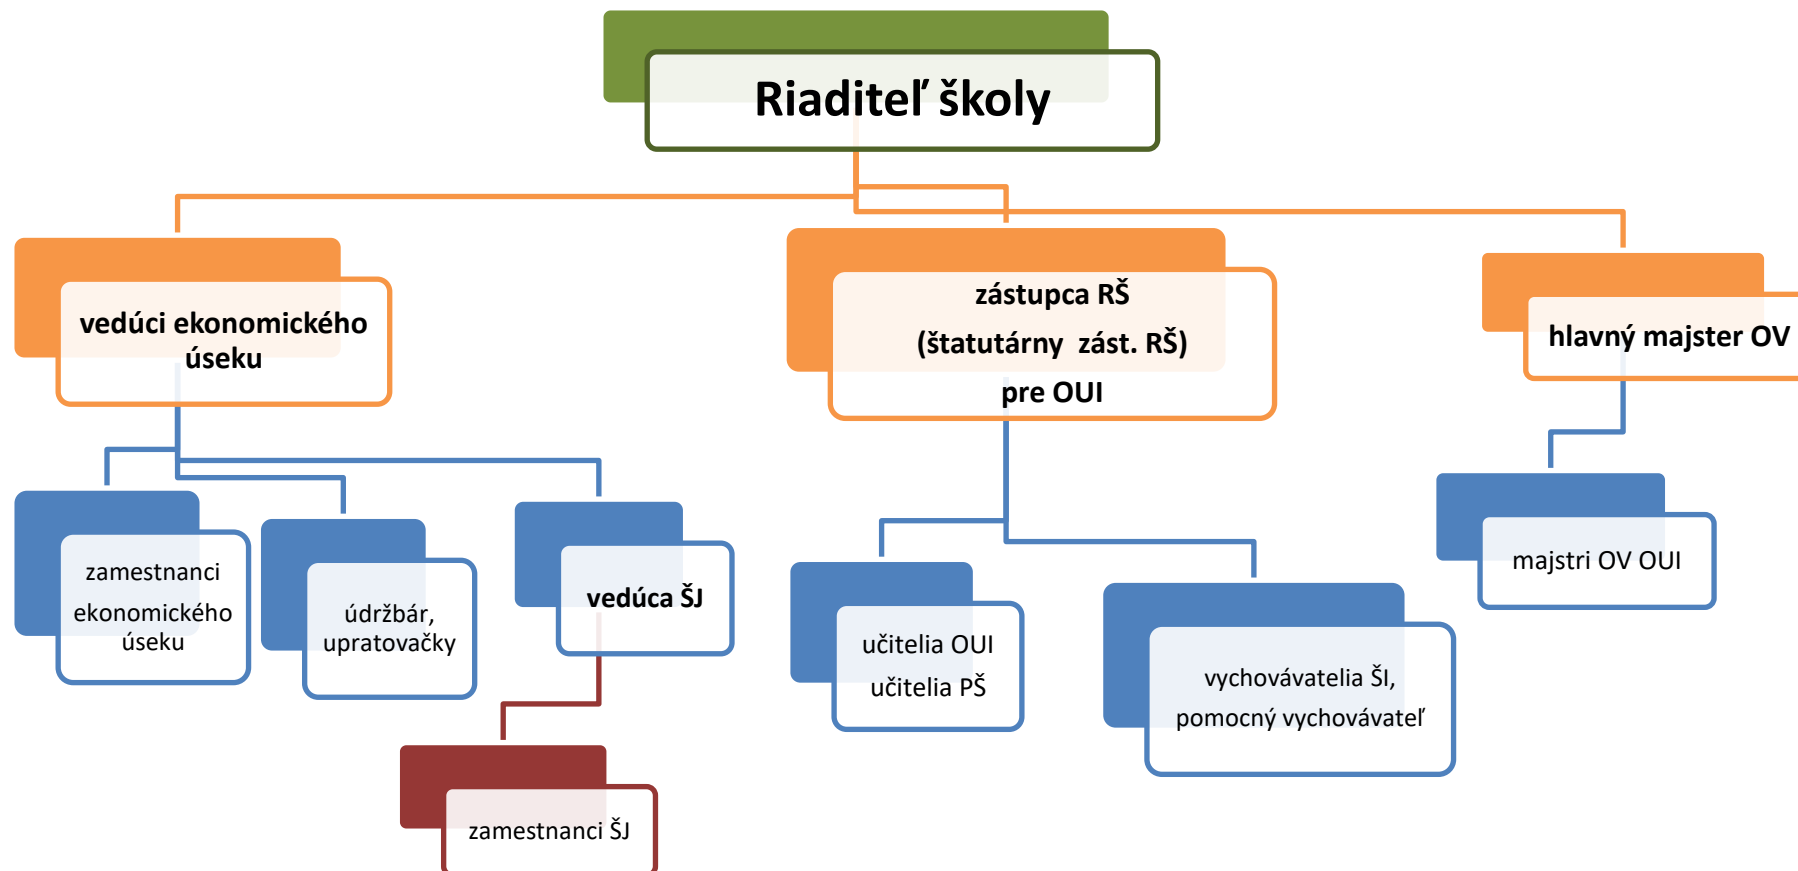 Riaditeľ školy
vedúci ekonomického
úseku
zástupca RŠ
(štatutárny zást. RŠ)
pre OUI
hlavný majster OV
zamestnanci
ekonomického
úseku
údržbár,
upratovačky
vedúca ŠJ
učitelia OUI
učitelia PŠ
vychovávatelia ŠI,
pomocný vychovávateľ
majstri OV OUI
zamestnanci ŠJ